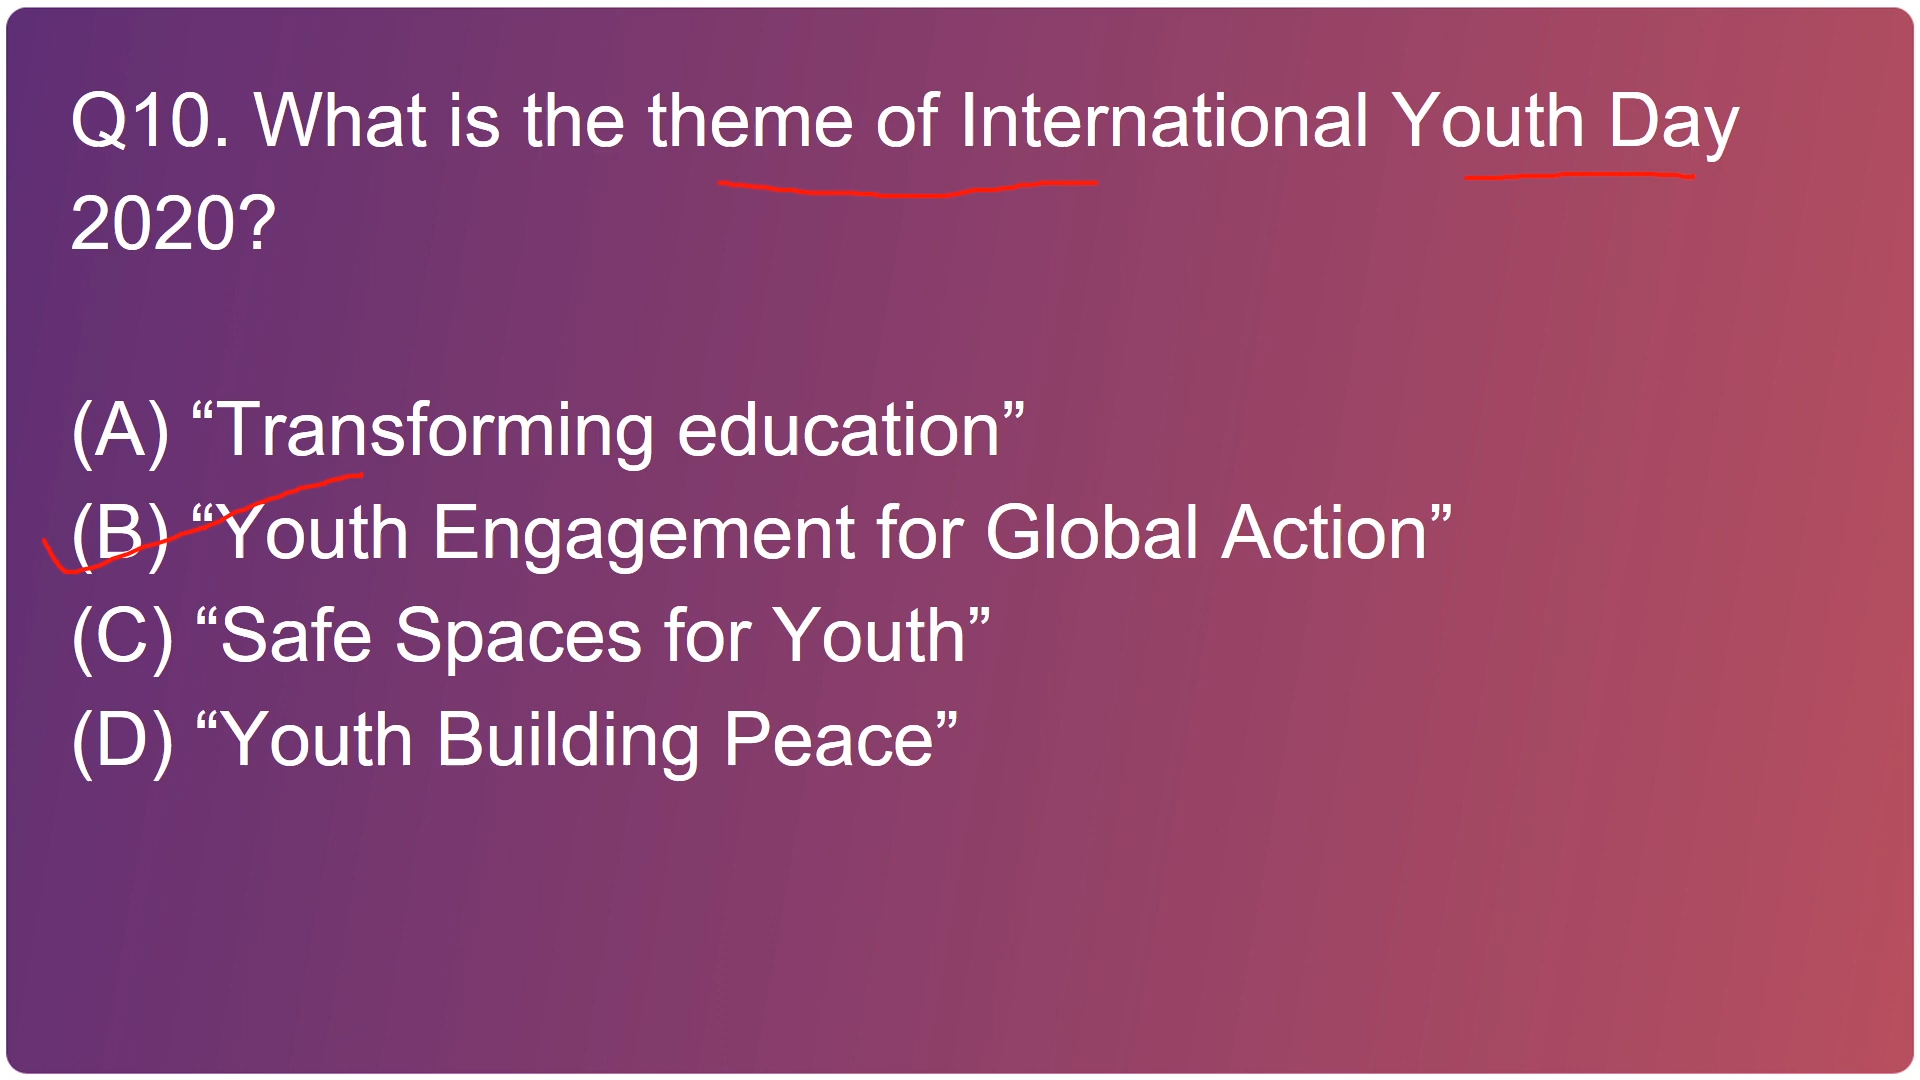 Q10. What is the theme of International Youth Day
2020?
(A) “Transforming education”
(B) “Youth Engagement for Global Action”
(C) “Safe Spaces for Youth”
(D) “Youth Building Peace”